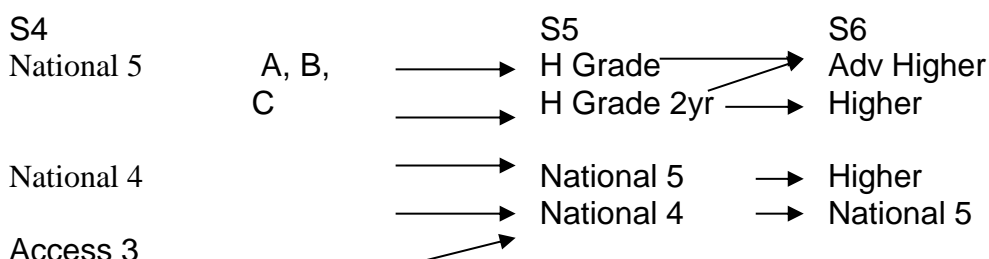 S4 S5 S6
National 5 A, B, H Grade Adv Higher
C H Grade 2yr Higher
National 4 National 5 Higher
National 4 National 5
Access 3